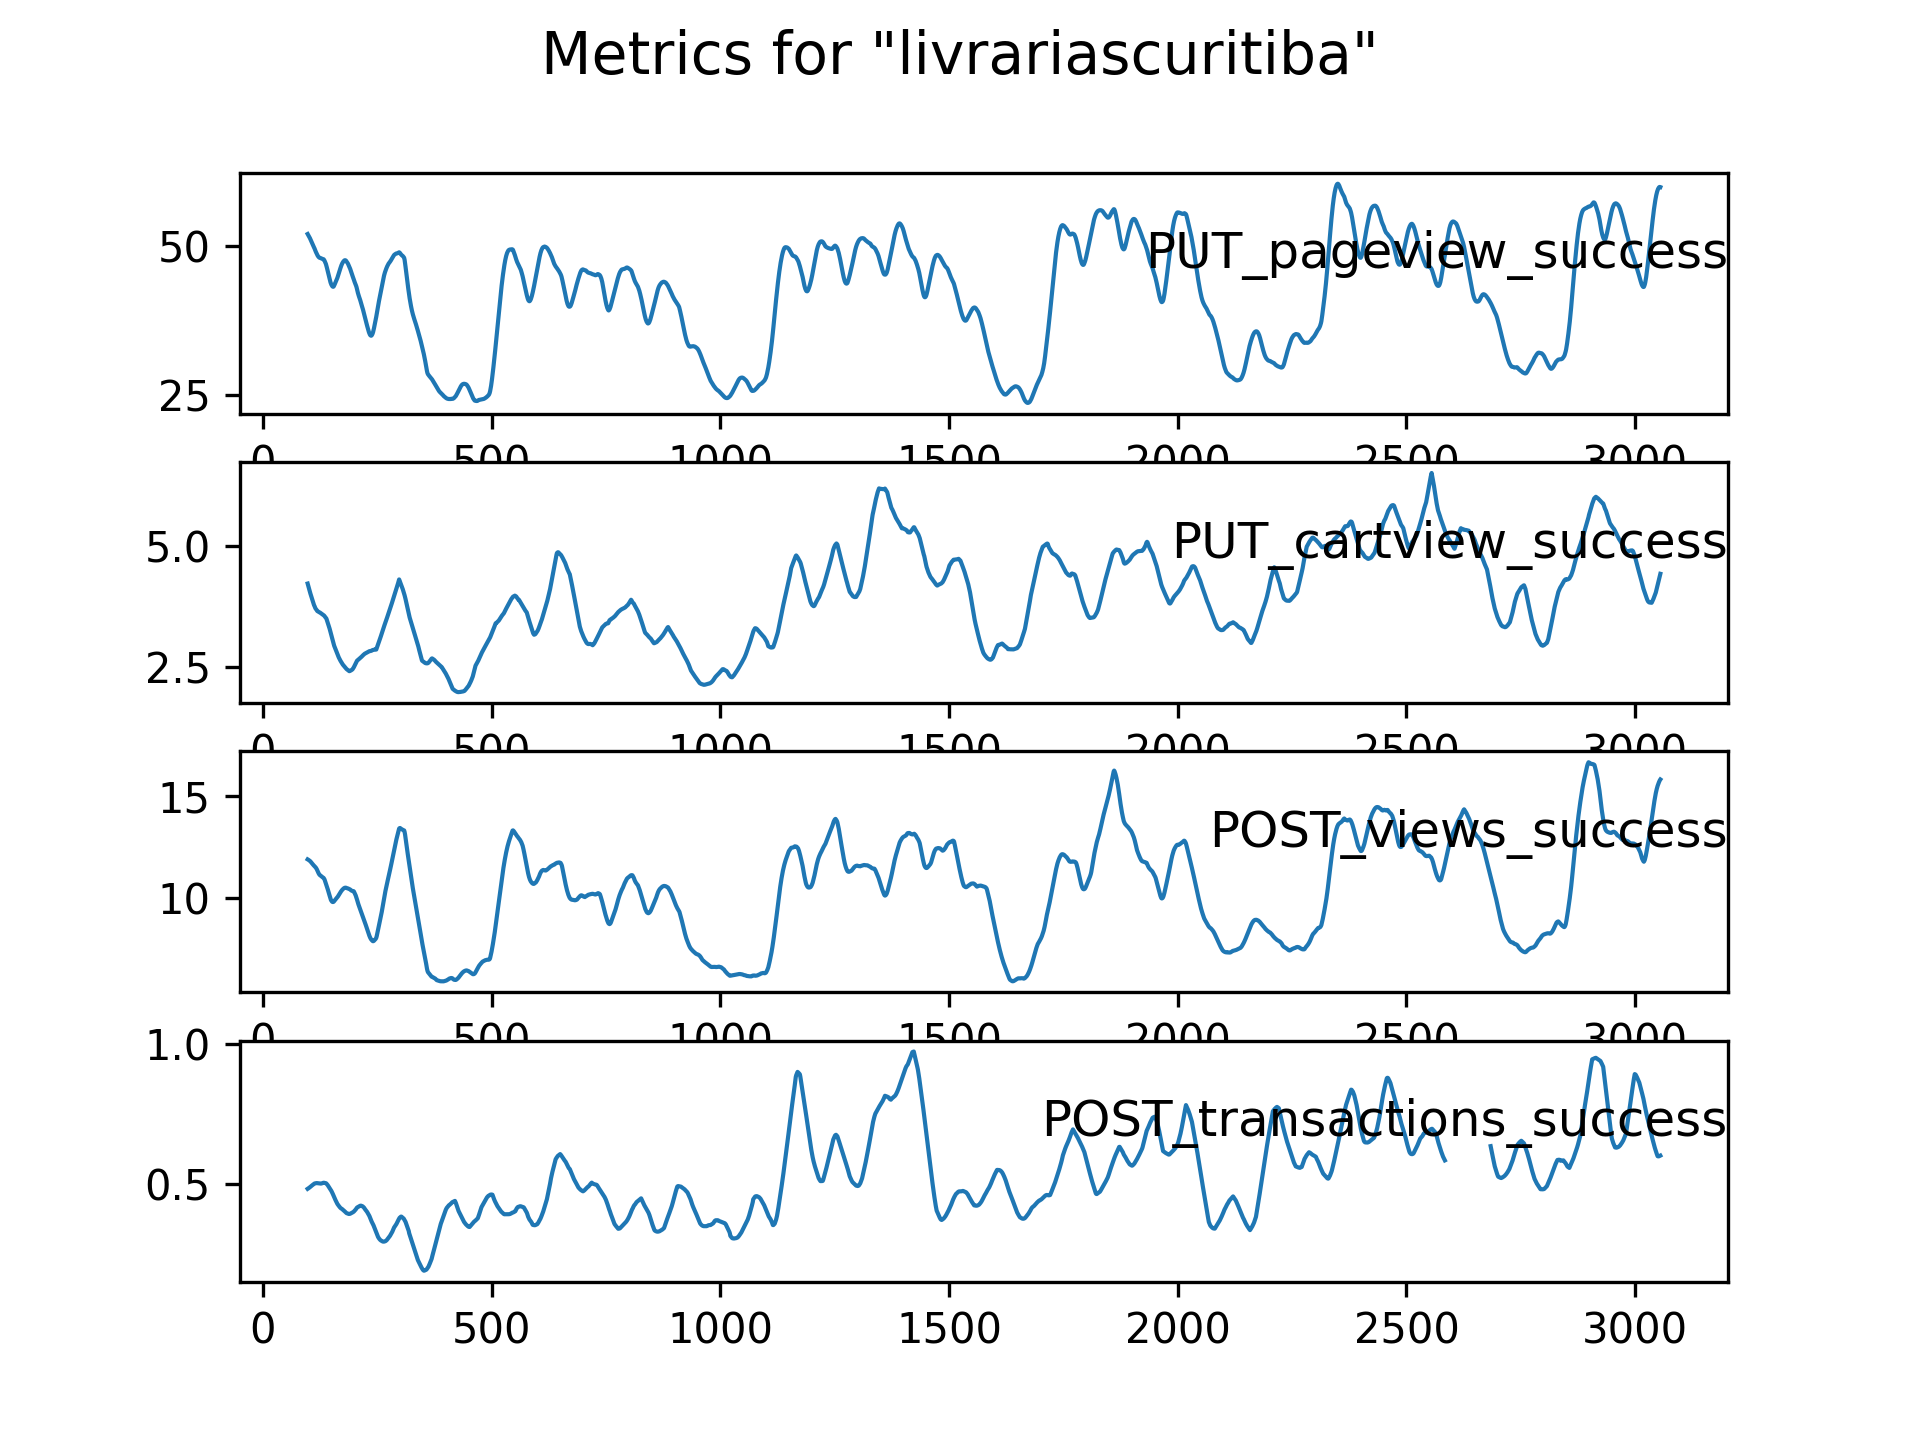 Metrics for "livrariascuritiba"
50
25
PUT_pageview_success
0 500 1000 1500 2000 2500 3000
5.0
2.5
PUT_cartview_success
0 500 1000 1500 2000 2500 3000
15
10
POST_views_success
0 500 1000 1500 2000 2500 3000
1.0
0.5
POST_transactions_success
0 500 1000 1500 2000 2500 3000